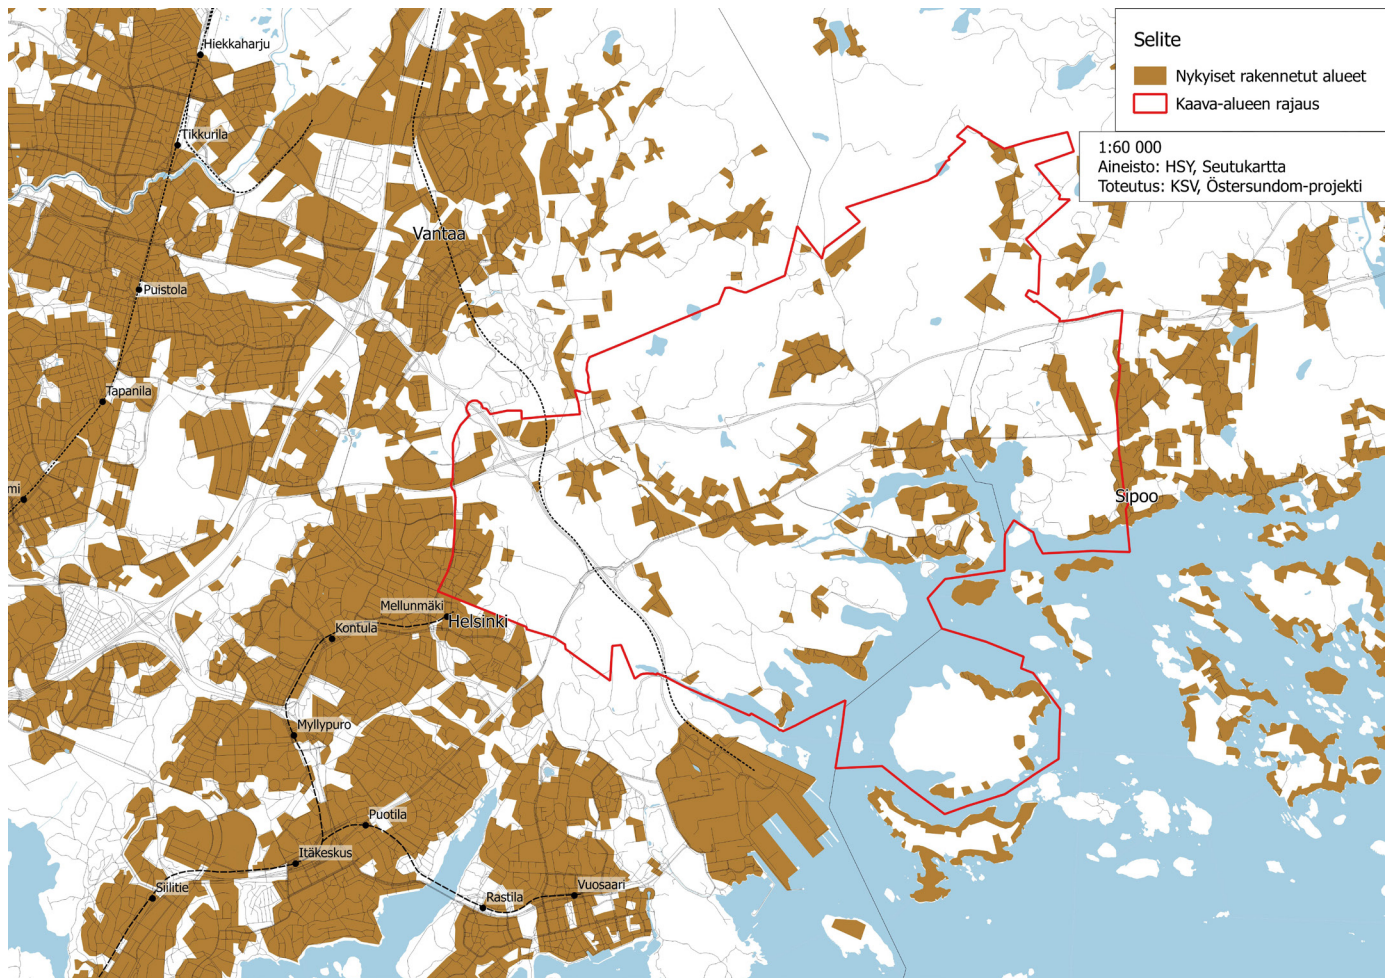 Selite
Nykyiset rakennetut alueet
Kaava-alueen rajaus
1:60 000
Aineisto: HSY, Seutukartta
Toteutus: KSV, Östersundom-projekti
Hiekkaharju
Tikkurila
Vantaa
Puistola
Tapanila
mi
Sipoo
Mellunmäki
Helsinki
Kontula
Myllypuro
Puotila
Itäkeskus
Siilitie
Rastila
Vuosaari